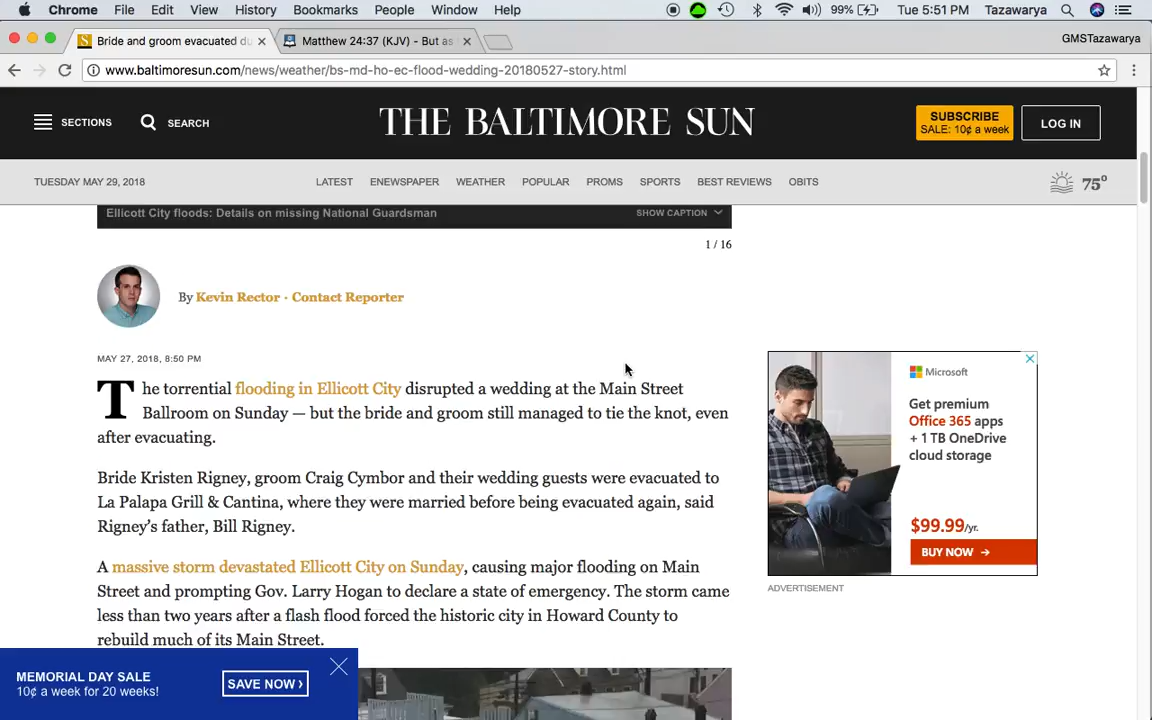 Chrome File Edit View History Bookmarks People Window Help 99% Tue 5:51 PM Tazawarya
Bride and groom evacuated du Matthew 24:37 (KJV) - But as GMSTazawarya
www.baltimoresun.com/news/weather/bs-md-ho-ec-flood-wedding-20180527-story.html
SECTIONS SEARCH THE BALTIMORE SUN SUBSCRIBE
SALE: 10¢ a week LOG IN
TUESDAY MAY 29, 2018 LATEST ENEWSPAPER WEATHER POPULAR PROMS SPORTS BEST REVIEWS OBITS 75°
Ellicott City floods: Details on missing National Guardsman SHOW CAPTION
1 / 16
By Kevin Rector · Contact Reporter
MAY 27, 2018, 8:50 PM
The torrential flooding in Ellicott City disrupted a wedding at the Main Street
Ballroom on Sunday — but the bride and groom still managed to tie the knot, even
after evacuating.
Bride Kristen Rigney, groom Craig Cymbor and their wedding guests were evacuated to
La Palapa Grill & Cantina, where they were married before being evacuated again, said
Rigney's father, Bill Rigney.
A massive storm devastated Ellicott City on Sunday, causing major flooding on Main
Street and prompting Gov. Larry Hogan to declare a state of emergency. The storm came
less than two years after a flash flood forced the historic city in Howard County to
rebuild much of its Main Street.
Microsoft
Get premium
Office 365 apps
+ 1 TB OneDrive
cloud storage
$99.99/yr.
BUY NOW →
ADVERTISEMENT
MEMORIAL DAY SALE
10¢ a week for 20 weeks! SAVE NOW ›